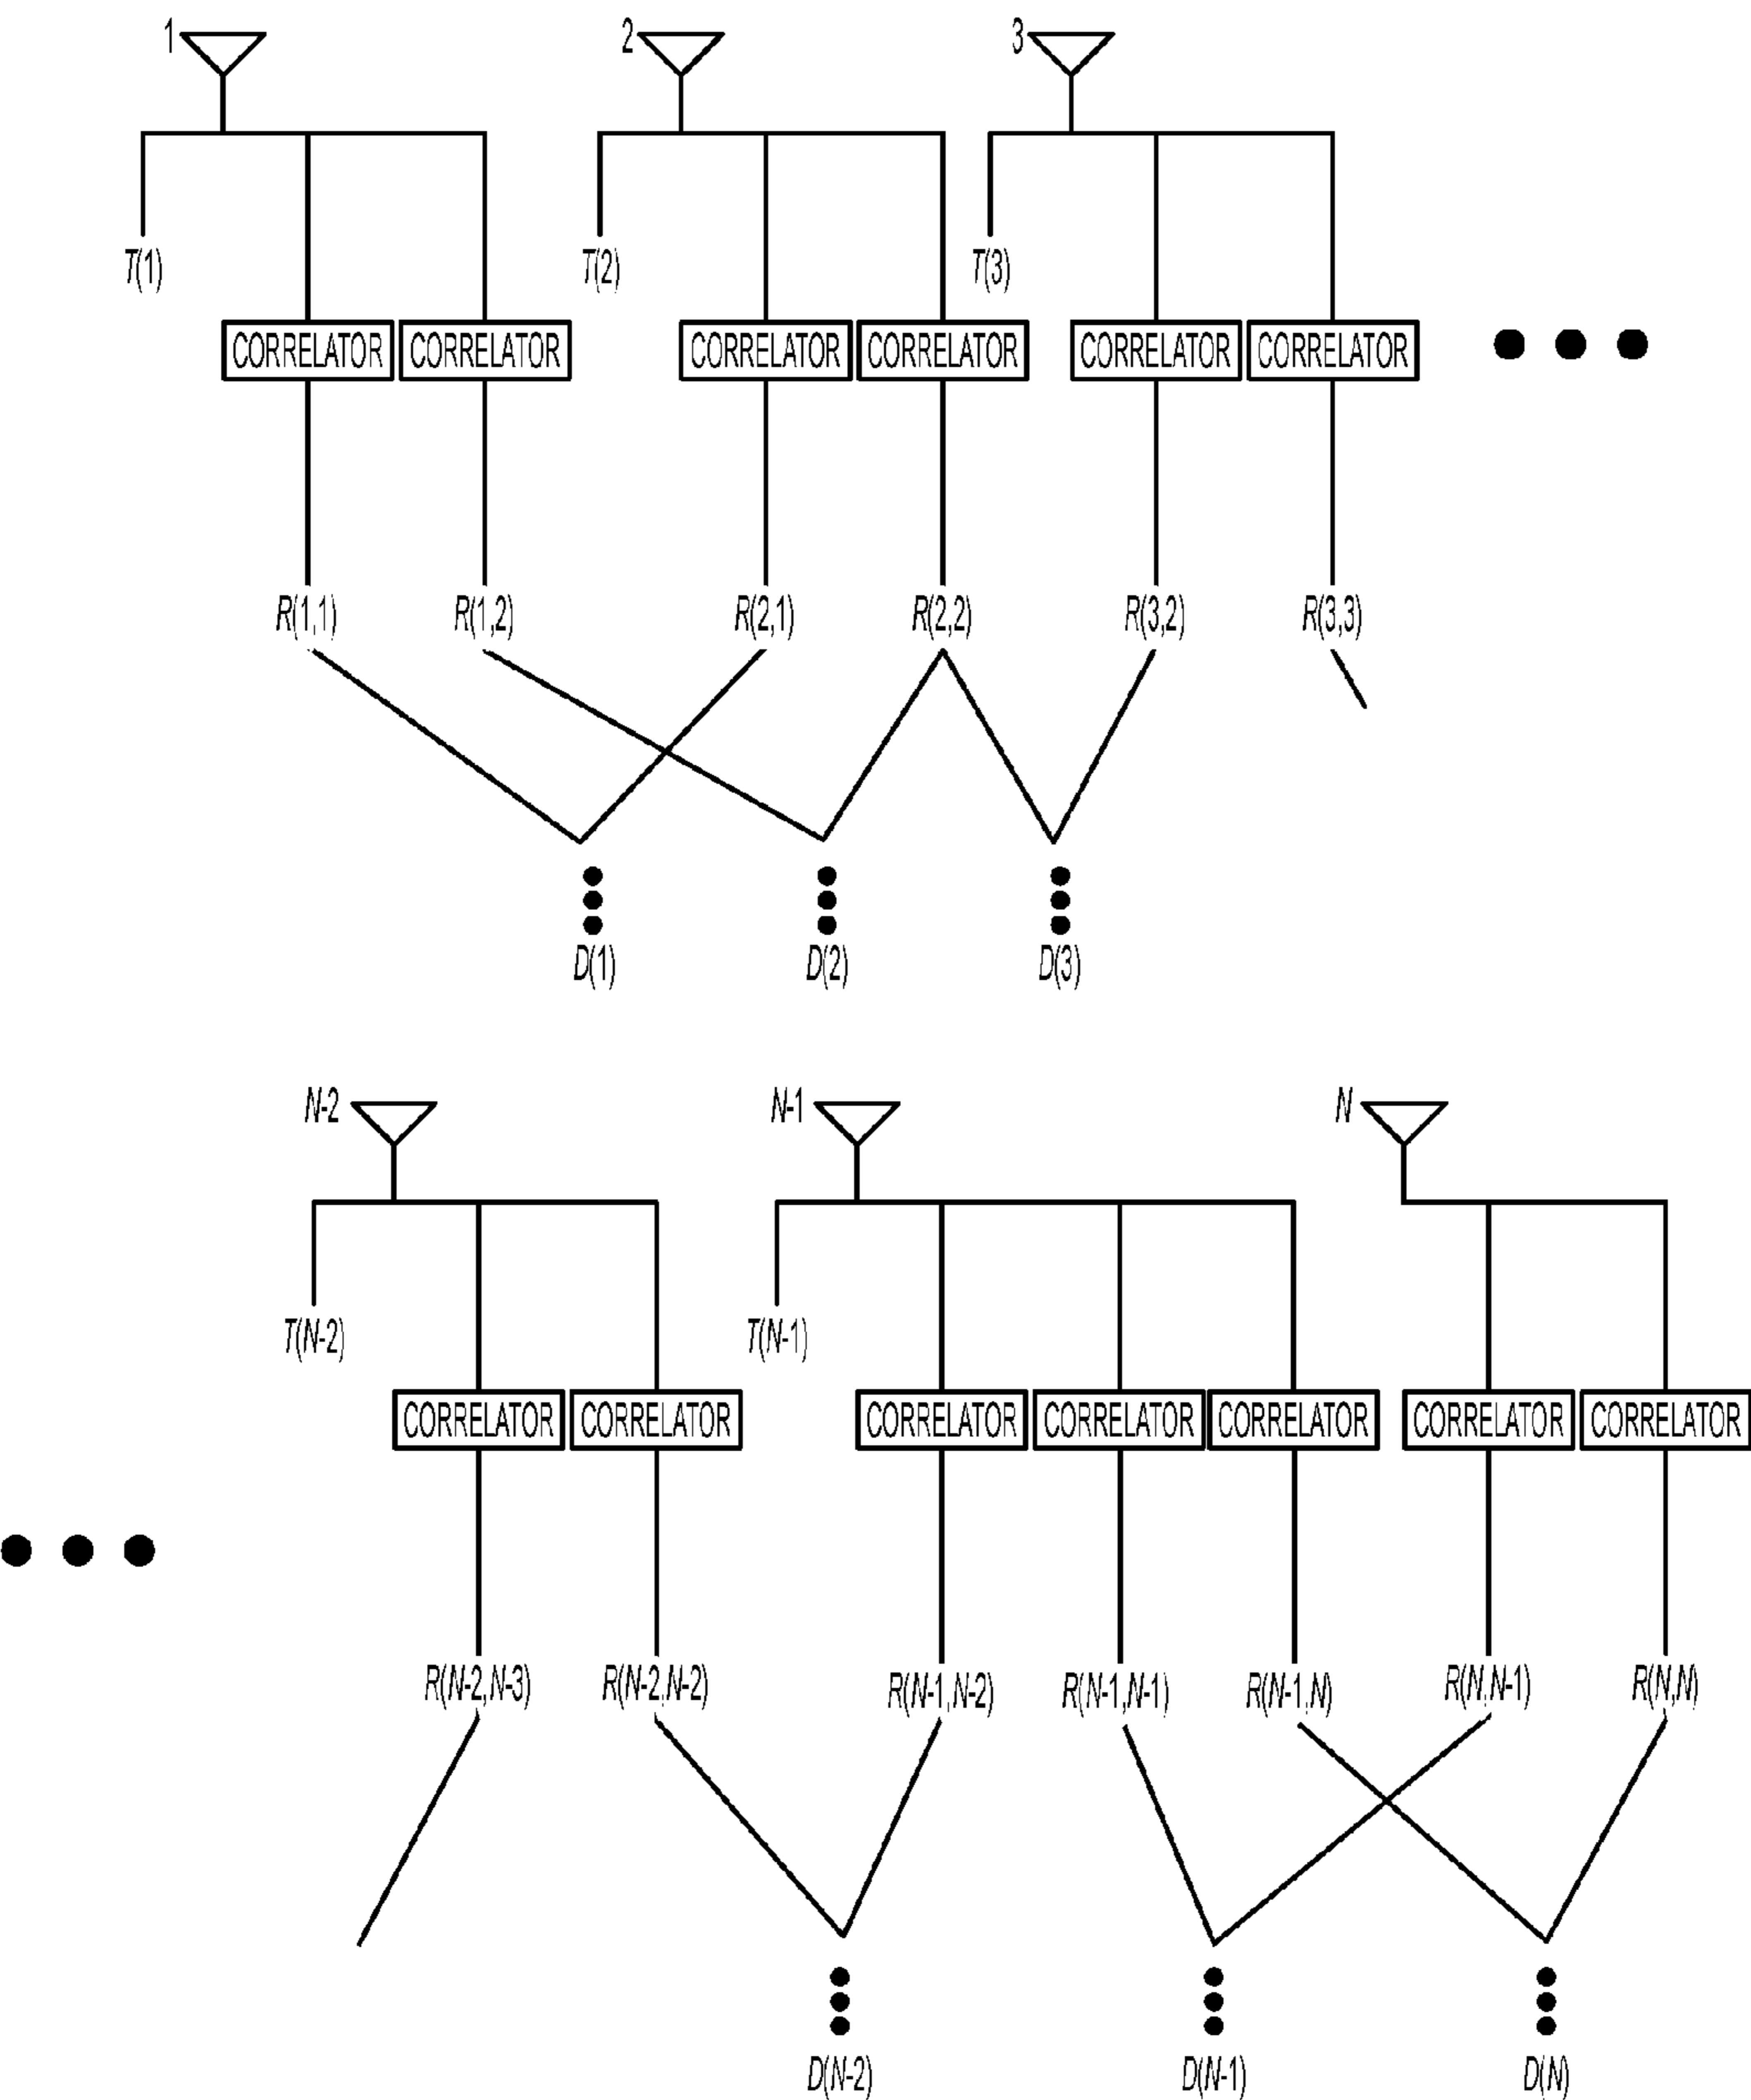 1 2 3
T(1) T(2) T(3)
CORRELATOR CORRELATOR CORRELATOR CORRELATOR CORRELATOR CORRELATOR
R(1,1) R(1,2) R(2,1) R(2,2) R(3,2) R(3,3)
D(1) D(2) D(3)
N-2 N-1 N
T(N-2) T(N-1)
CORRELATOR CORRELATOR CORRELATOR CORRELATOR CORRELATOR CORRELATOR CORRELATOR
R(N-2,N-3) R(N-2,N-2) R(N-1,N-2) R(N-1,N-1) R(N-1,N) R(N,N-1) R(N,N)
D(N-2) D(N-1) D(N)